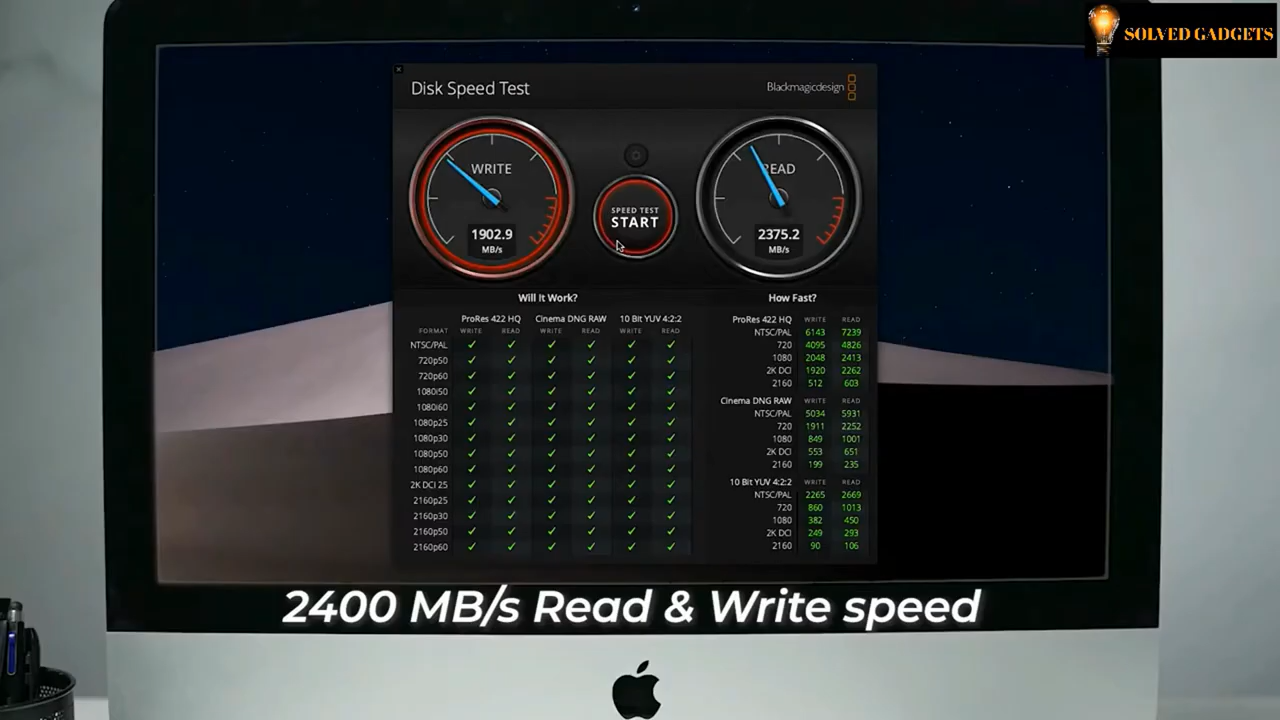 SOLVED GADGETS
Disk Speed Test
Blackmagicdesign
WRITE
1902.9
MB/s
SPEED TEST
START
READ
2375.2
MB/s
Will It Work?
ProRes 422 HQ Cinema DNG RAW 10 Bit YUV 4:2:2
FORMAT WRITE READ WRITE READ WRITE READ
NTSC/PAL ✓ ✓ ✓ ✓ ✓ ✓
720p50 ✓ ✓ ✓ ✓ ✓ ✓
720p60 ✓ ✓ ✓ ✓ ✓ ✓
1080i50 ✓ ✓ ✓ ✓ ✓ ✓
1080i60 ✓ ✓ ✓ ✓ ✓ ✓
1080p25 ✓ ✓ ✓ ✓ ✓ ✓
1080p30 ✓ ✓ ✓ ✓ ✓ ✓
1080p50 ✓ ✓ ✓ ✓ ✓ ✓
1080p60 ✓ ✓ ✓ ✓ ✓ ✓
2K DCI 25 ✓ ✓ ✓ ✓ ✓ ✓
2160p25 ✓ ✓ ✓ ✓ ✓ ✓
2160p30 ✓ ✓ ✓ ✓ ✓ ✓
2160p50 ✓ ✓ ✓ ✓ ✓ ✓
2160p60 ✓ ✓ ✓ ✓ ✓ ✓
How Fast?
ProRes 422 HQ WRITE READ
NTSC/PAL 6143 7239
720 4095 4826
1080 2048 2413
2K DCI 1920 2262
2160 512 603
Cinema DNG RAW WRITE READ
NTSC/PAL 5034 5931
720 1911 2252
1080 849 1001
2K DCI 553 651
2160 199 235
10 Bit YUV 4:2:2 WRITE READ
NTSC/PAL 2265 2669
720 860 1013
1080 382 450
2K DCI 249 293
2160 90 106
2400 MB/s Read & Write speed